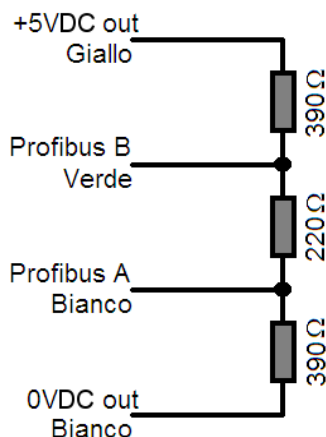 +5VDC out
Giallo
390Ω
Profibus B
Verde
220Ω
Profibus A
Bianco
390Ω
0VDC out
Bianco